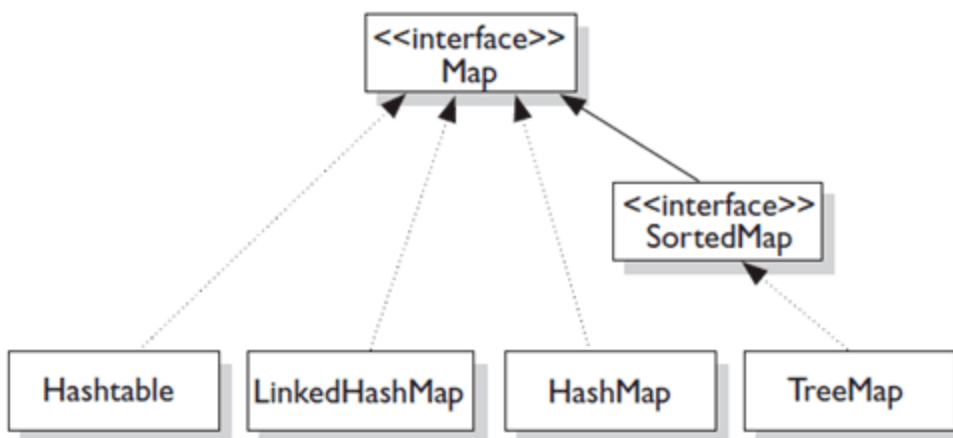 <<interface>>
Map
<<interface>>
SortedMap
Hashtable
LinkedHashMap
HashMap
TreeMap